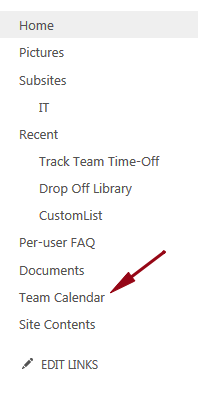 Home
Pictures
Subsites
IT
Recent
Track Team Time-Off
Drop Off Library
CustomList
Per-user FAQ
Documents
Team Calendar
Site Contents
EDIT LINKS